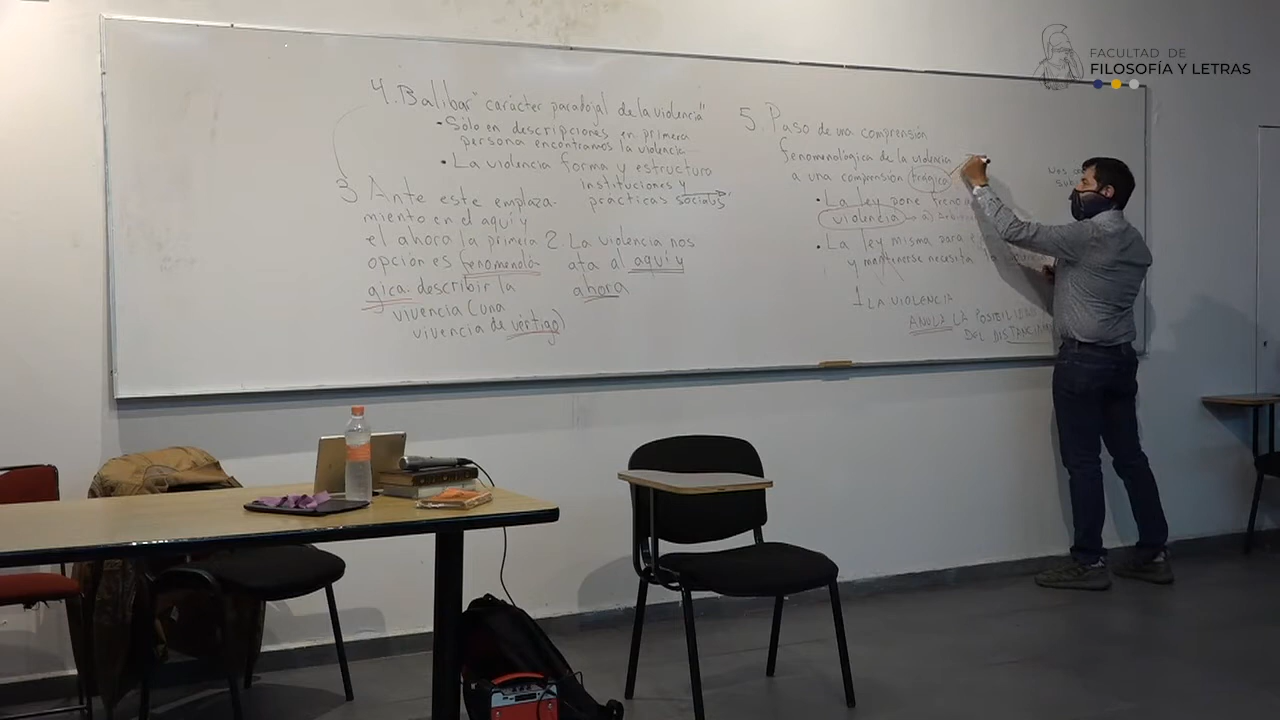 FACULTAD DE
FILOSOFÍA Y LETRAS
4. Balibar "carácter paradojal de la violencia"
• Sólo en descripciones en primera
persona encontramos la violencia
• La violencia forma y estructura
instituciones y
prácticas sociales
3 Ante este emplaza-
miento en el aquí y
el ahora la primera
opción es fenomenoló-
gica. describir la
vivencia (una
vivencia de vértigo)
2. La violencia nos
ata al aquí y
ahora
5. Paso de una comprensión
fenomenológica de la violencia
a una comprensión trágica
• La ley pone freno
violencia → a)
• La ley misma para
y mantenerse necesita la
1 LA VIOLENCIA
ANULA LA POSIBILIDAD
DEL